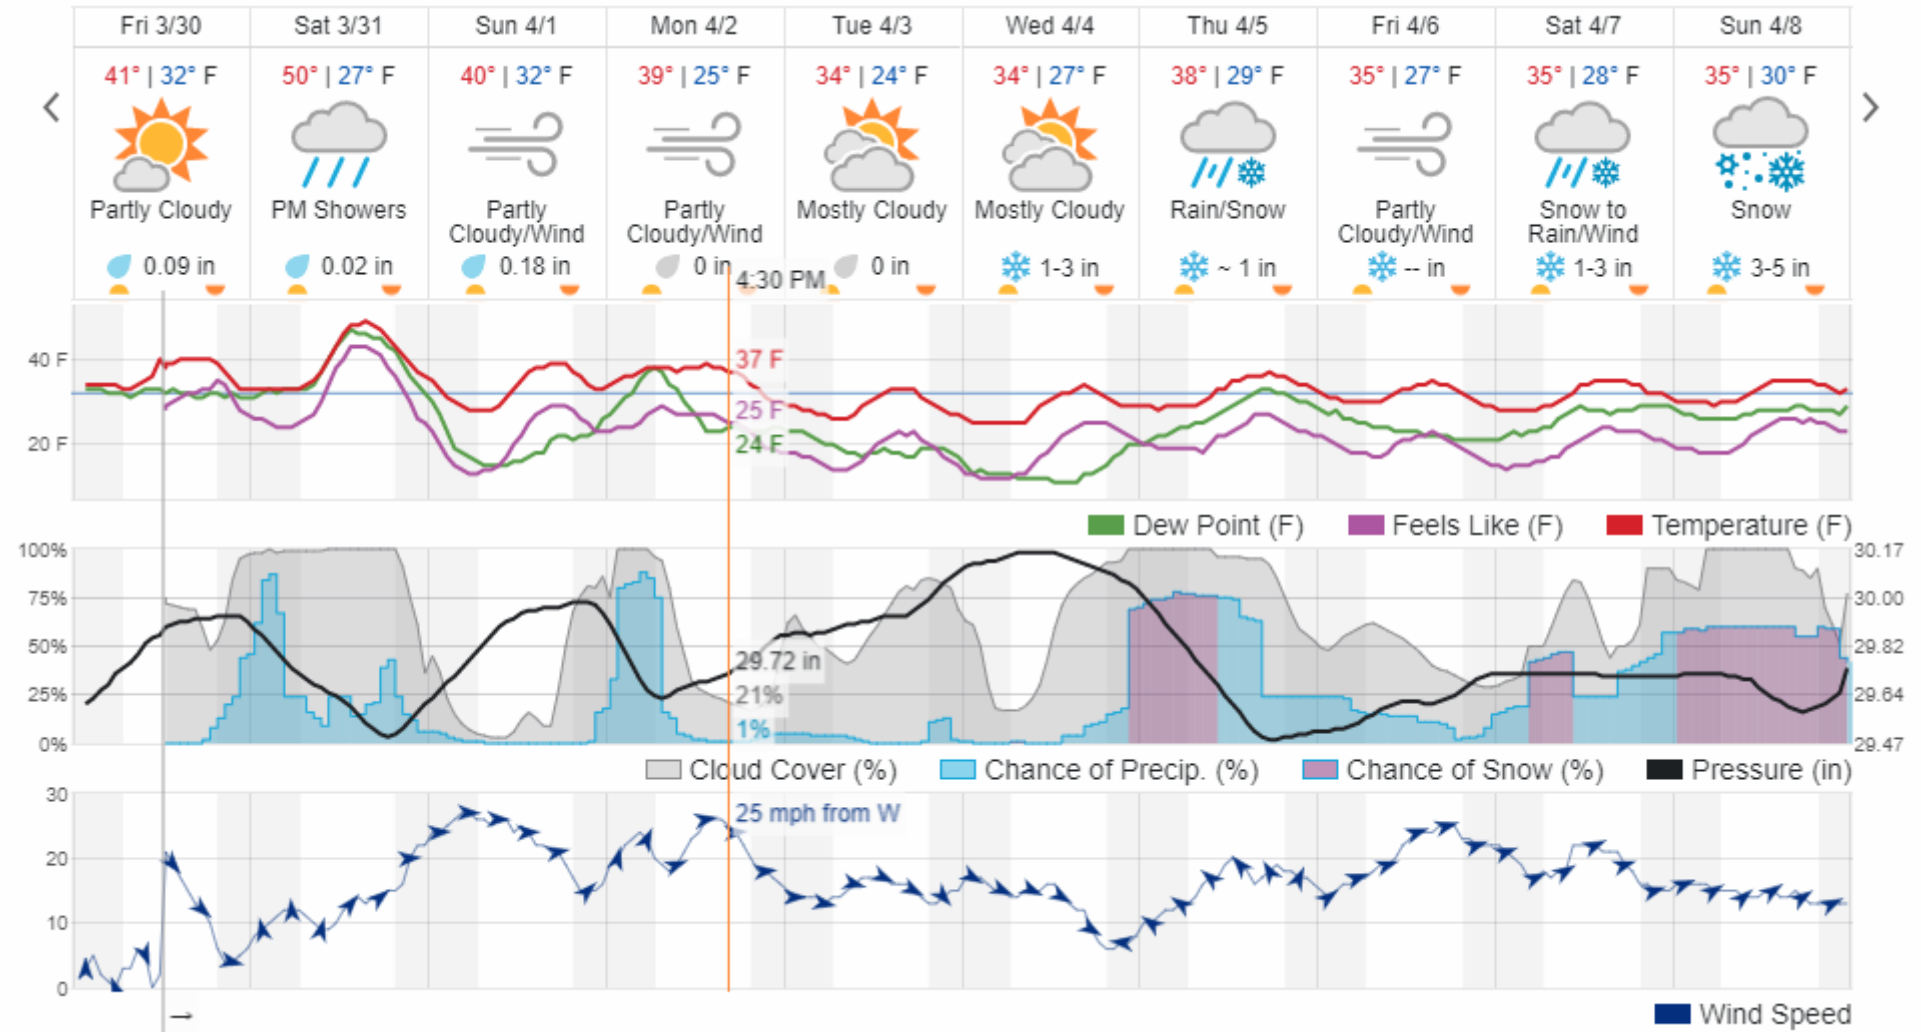 Fri 3/30 Sat 3/31 Sun 4/1 Mon 4/2 Tue 4/3 Wed 4/4 Thu 4/5 Fri 4/6 Sat 4/7 Sun 4/8
41° | 32° F 50° | 27° F 40° | 32° F 39° | 25° F 34° | 24° F 34° | 27° F 38° | 29° F 35° | 27° F 35° | 28° F 35° | 30° F
Partly Cloudy PM Showers Partly Partly Mostly Cloudy Mostly Cloudy Rain/Snow Partly Snow to Snow
Cloudy/Wind Cloudy/Wind Cloudy/Wind Rain/Wind
0.09 in 0.02 in 0.18 in 0 in 0 in 1-3 in ~ 1 in -- in 1-3 in 3-5 in
4:30 PM
40 F 37 F
25 F
20 F 24 F
Dew Point (F) Feels Like (F) Temperature (F)
100% 30.17
75% 30.00
50% 29.82
29.72 in
25% 21% 29.64
1%
0% 29.47
Cloud Cover (%) Chance of Precip. (%) Chance of Snow (%) Pressure (in)
30
25 mph from W
20
10
0
→
Wind Speed